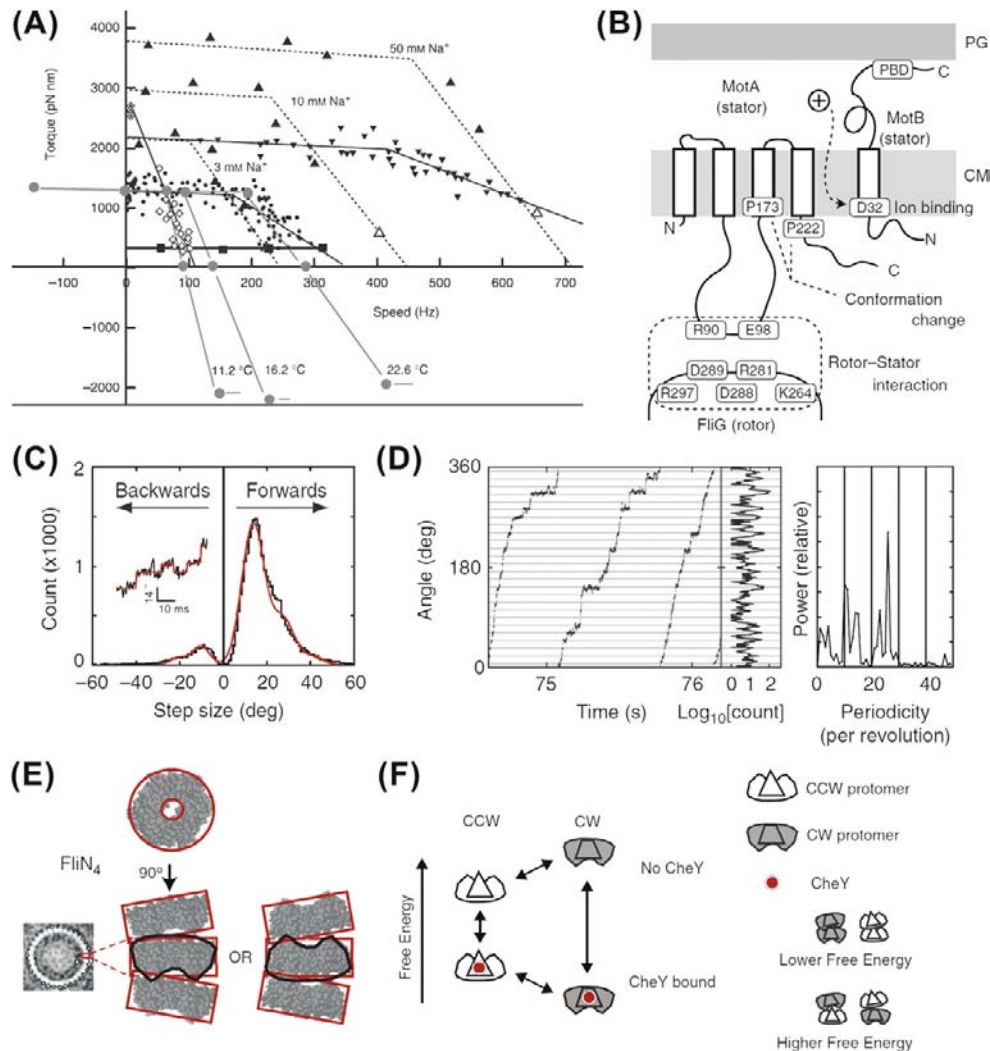 (A)
4000
3000
2000
1000
−1000
−2000
Torque (pN nm)
50 mM Na⁺
10 mM Na⁺
3 mM Na⁺
−100
0
100
200
300
400
500
600
700
Speed (Hz)
11.2 °C
16.2 °C
22.6 °C
(B)
PG
PBD
C
MotA
(stator)
MotB
(stator)
CM
P173
P222
D32
Ion binding
N
N
C
Conformation
change
R90
E98
D289
R281
R297
D288
K264
Rotor–Stator
interaction
FliG (rotor)
(C)
2
1
0
Count (x1000)
Backwards
Forwards
14°
10 ms
−60
−40
−20
0
20
40
60
Step size (deg)
(D)
360
180
0
Angle (deg)
75
76
Time (s)
0
1
2
Log₁₀[count]
Power (relative)
0
20
40
Periodicity
(per revolution)
(E)
FliN₄
90°
OR
(F)
CCW
CW
Free Energy
No CheY
CheY bound
CCW protomer
CW protomer
CheY
Lower Free Energy
Higher Free Energy